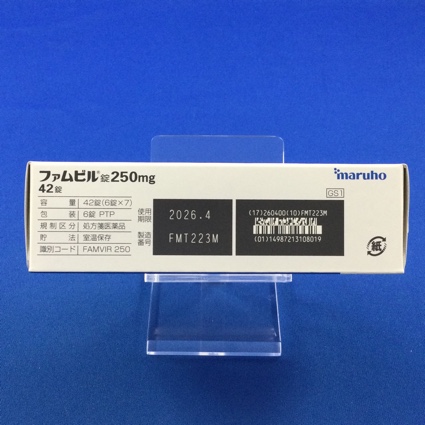 ファムビル錠250mg
42錠
maruho
GS1
容量 42錠(6錠×7)
包装 6錠 PTP
規制区分 処方箋医薬品
貯法 室温保存
識別コード FAMVIR 250
使用期限 2026.4
製造番号 FMT223M
(17)260400(10)FMT223M
(01)14987213108019
紙